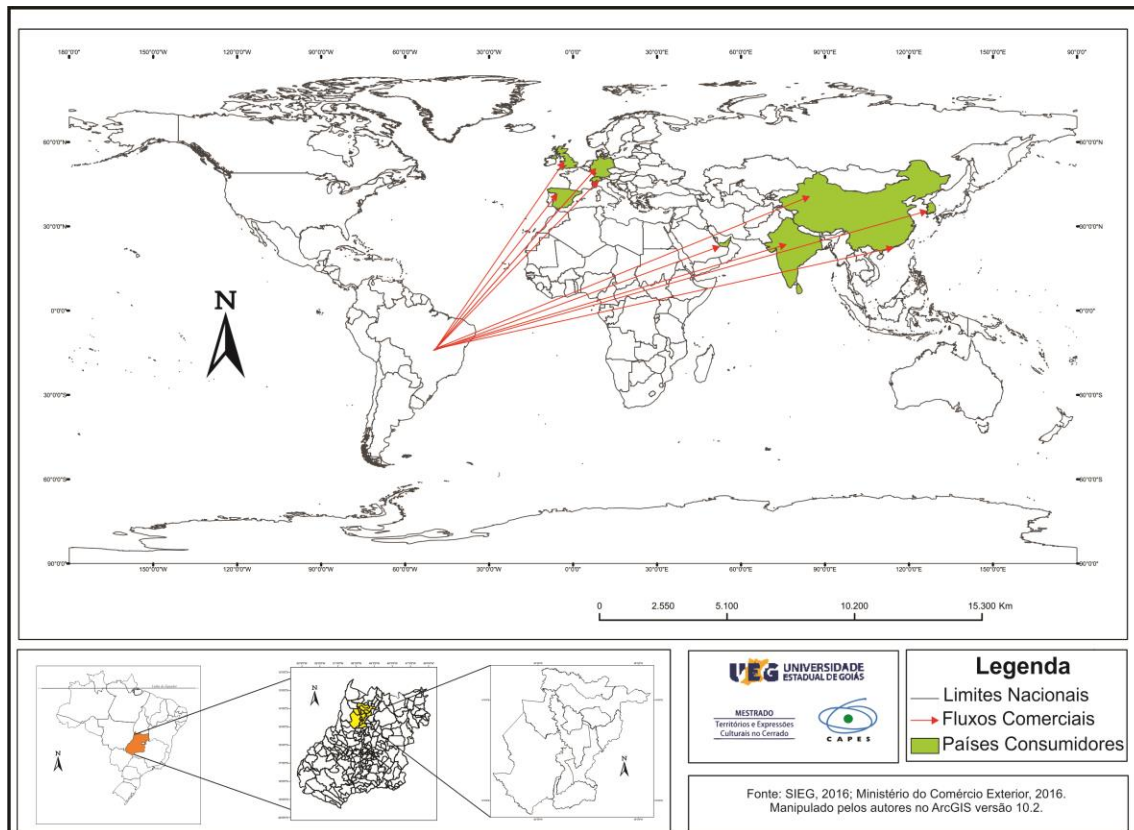 180°0'0" 150°0'0"W 120°0'0"W 90°0'0"W 60°0'0"W 30°0'0"W 0°0'0" 30°0'0"E 60°0'0"E 90°0'0"E 120°0'0"E 150°0'0"E 180°0'0" 90°0'0"
60°0'0"N 60°0'0"N
30°0'0"N 30°0'0"N
N
0°0'0" 0°0'0"
30°0'0"S 30°0'0"S
60°0'0"S 60°0'0"S
90°0'0" 90°0'0"
150°0'0"W 120°0'0"W 90°0'0"W 60°0'0"W 30°0'0"W 0°0'0" 30°0'0"E 60°0'0"E 90°0'0"E 120°0'0"E 150°0'0"E 180°0'0"
0 2.550 5.100 10.200 15.300 Km
N
N
N
UEG UNIVERSIDADE
ESTADUAL DE GOIÁS
MESTRADO
Territórios e Expressões
Culturais no Cerrado
CAPES
Legenda
Limites Nacionais
Fluxos Comerciais
Países Consumidores
Fonte: SIEG, 2016; Ministério do Comércio Exterior, 2016.
Manipulado pelos autores no ArcGIS versão 10.2.